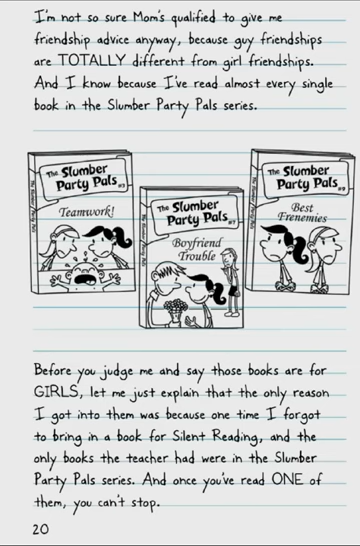 I'm not so sure Mom's qualified to give me
friendship advice anyway, because guy friendships
are TOTALLY different from girl friendships.
And I know because I've read almost every single
book in the Slumber Party Pals series.
The Slumber
Party Pals
Teamwork!
The Slumber
Party Pals
Boyfriend
Trouble
The Slumber
Party Pals
Best
Frenemies
Before you judge me and say those books are for
GIRLS, let me just explain that the only reason
I got into them was because one time I forgot
to bring in a book for Silent Reading, and the
only books the teacher had were in the Slumber
Party Pals series. And once you've read ONE of
them, you can't stop.
20